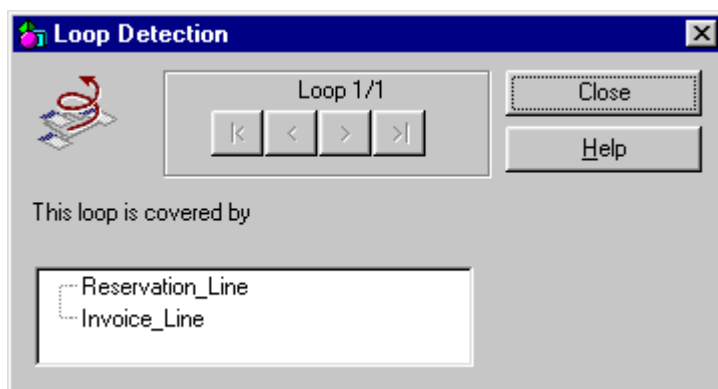 Loop Detection
Loop 1/1
|< < > >|
Close
Help
This loop is covered by
Reservation_Line
Invoice_Line